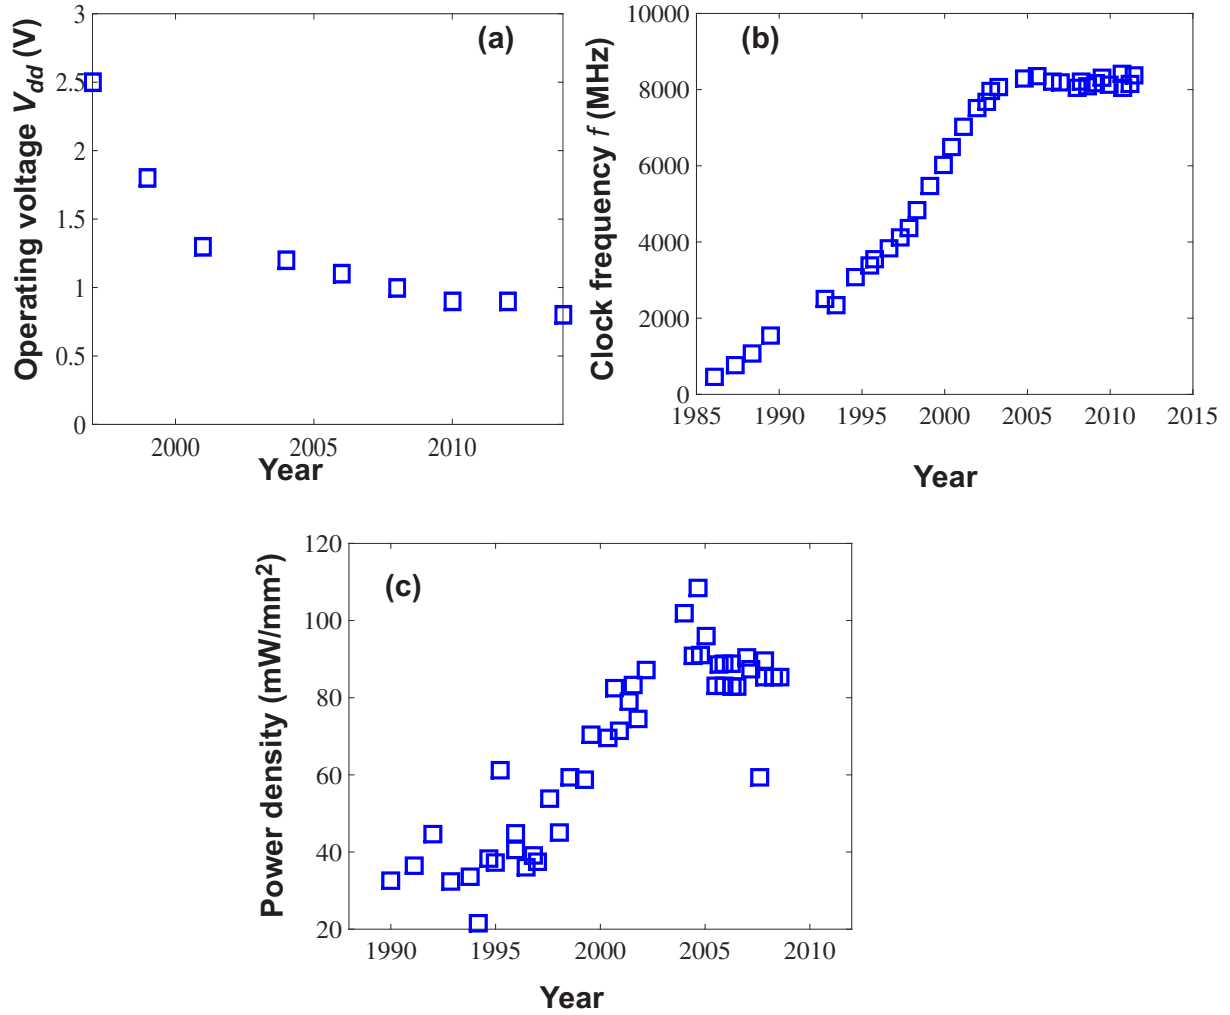 (a)
Operating voltage Vdd (V)
3
2.5
2
1.5
1
0.5
0
2000 2005 2010
Year
(b)
Clock frequency f (MHz)
10000
8000
6000
4000
2000
0
1985 1990 1995 2000 2005 2010 2015
Year
(c)
Power density (mW/mm²)
120
100
80
60
40
20
1990 1995 2000 2005 2010
Year